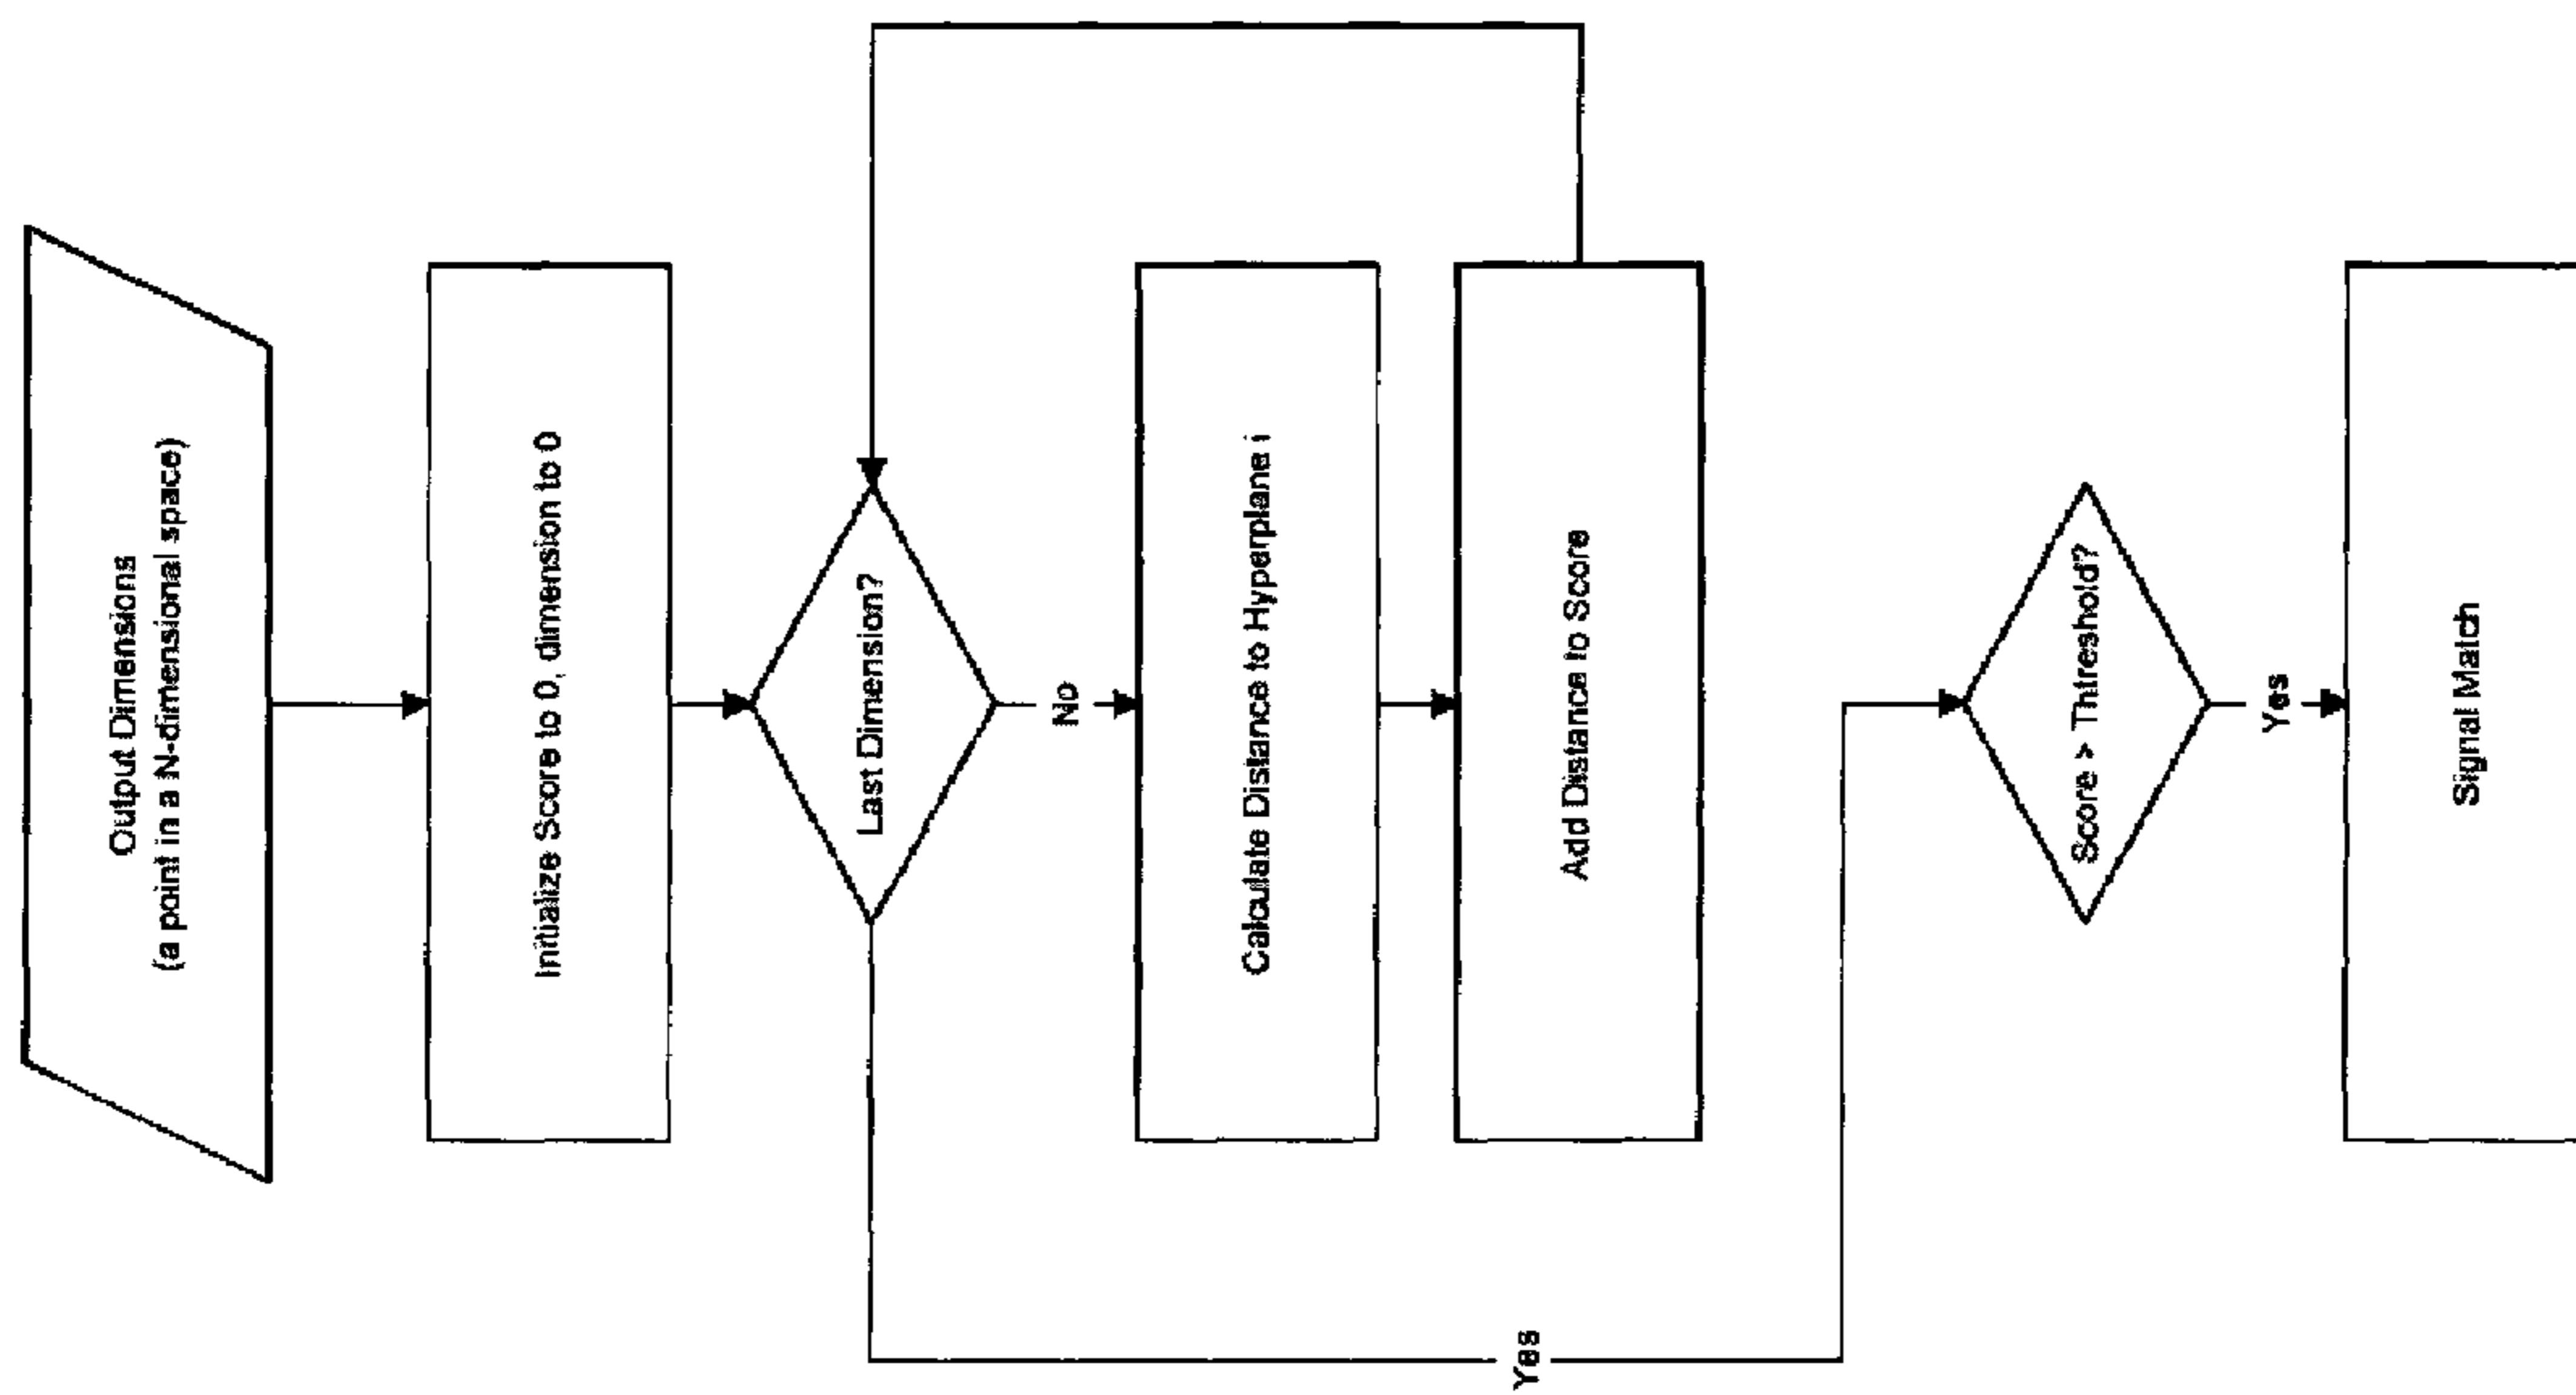 Output Dimensions
(a point in a N-dimensional space)
Initialize Score to 0, dimension to 0
Last Dimension?
No
Calculate Distance to Hyperplane i
Add Distance to Score
Yes
Score > Threshold?
Yes
Signal Match